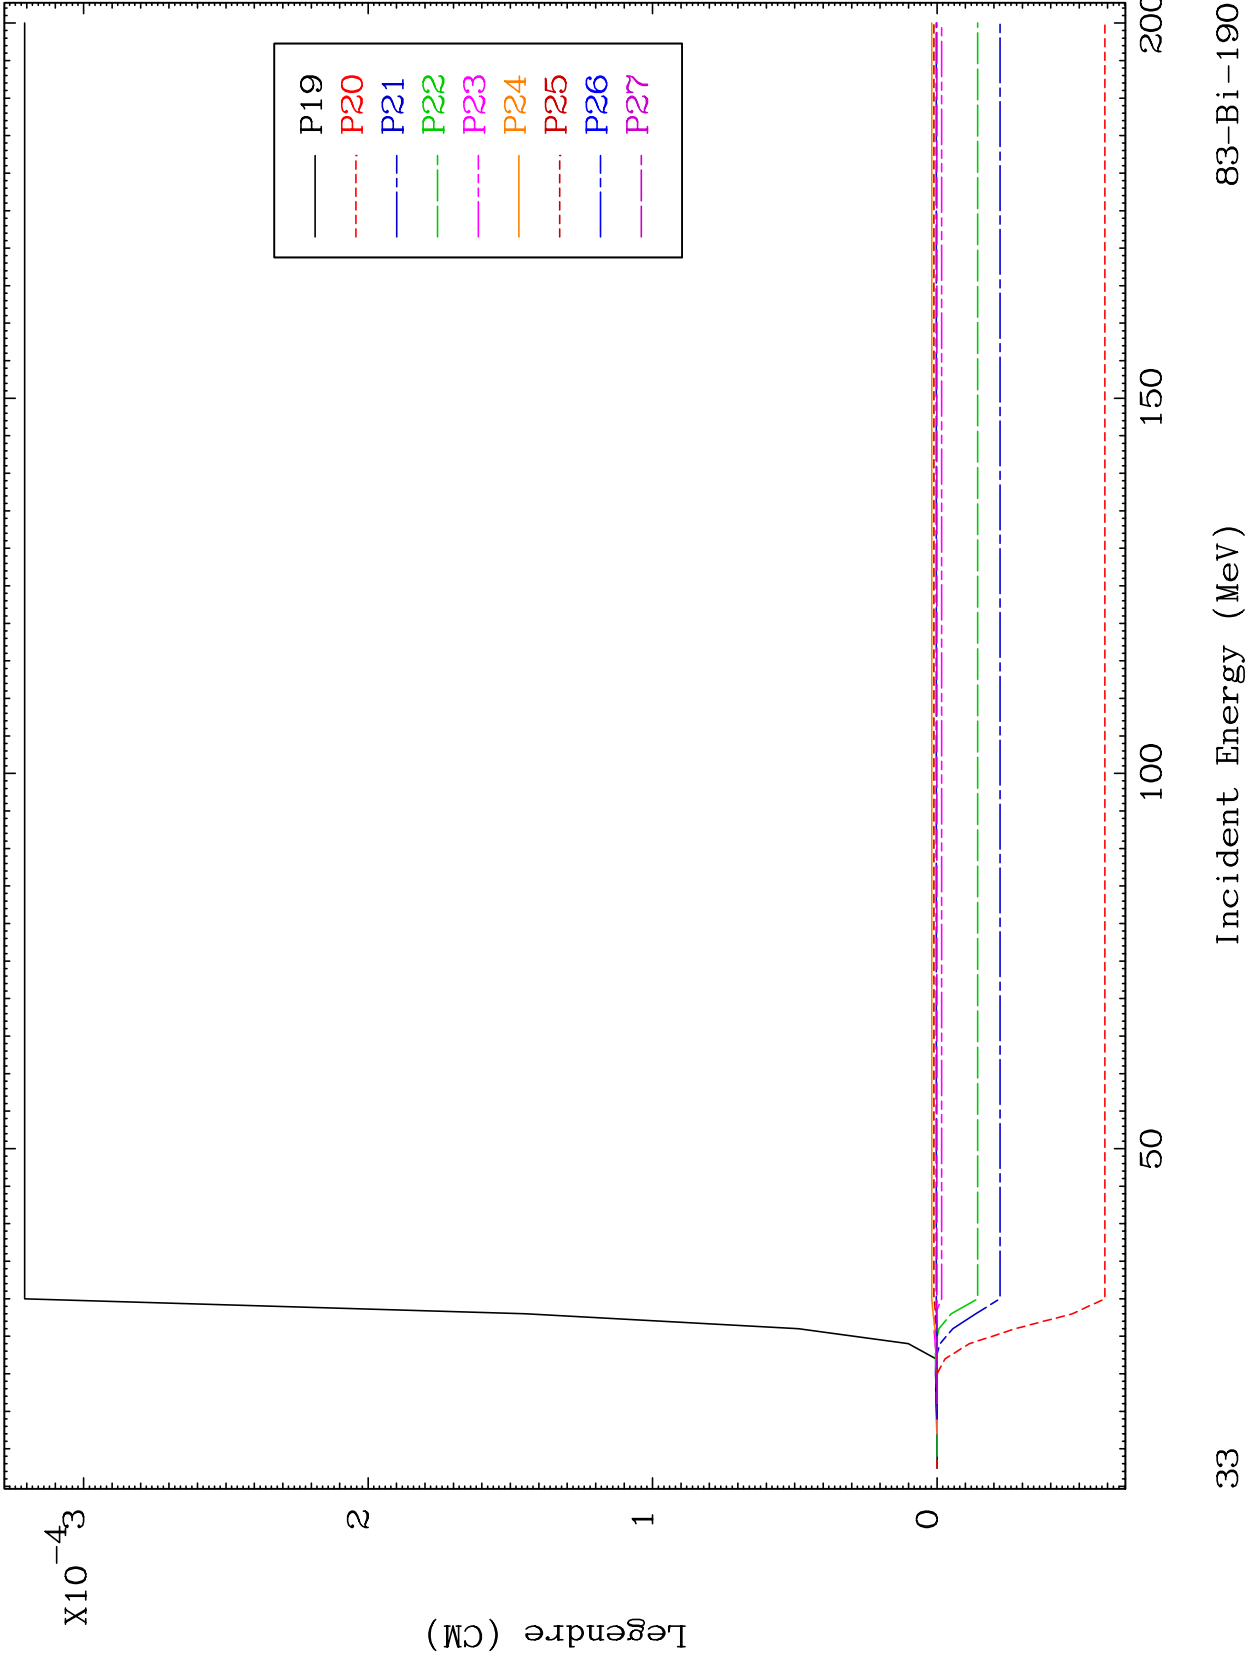 X10-4
3
2
1
0
Legendre (CM)
P19
P20
P21
P22
P23
P24
P25
P26
P27
50
100
150
200
Incident Energy (MeV)
33
83-Bi-190